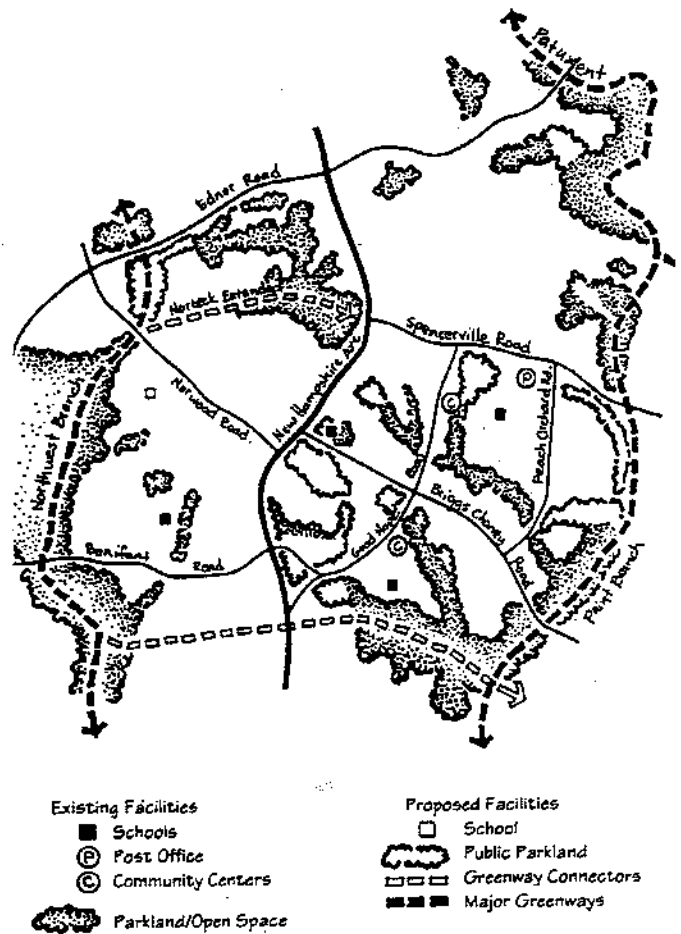 Patuxent
Ednor Road
Norbeck Extended
Spencerville Road
New Hampshire Ave
Norwood Road
Northwest Branch
Peach Orchard Rd.
P
C
Good Hope
Road
Briggs Chaney
Road
C
Bonifant
Road
Paint Branch
Existing Facilities
Schools
P Post Office
C Community Centers
Parkland/Open Space
Proposed Facilities
School
Public Parkland
Greenway Connectors
Major Greenways